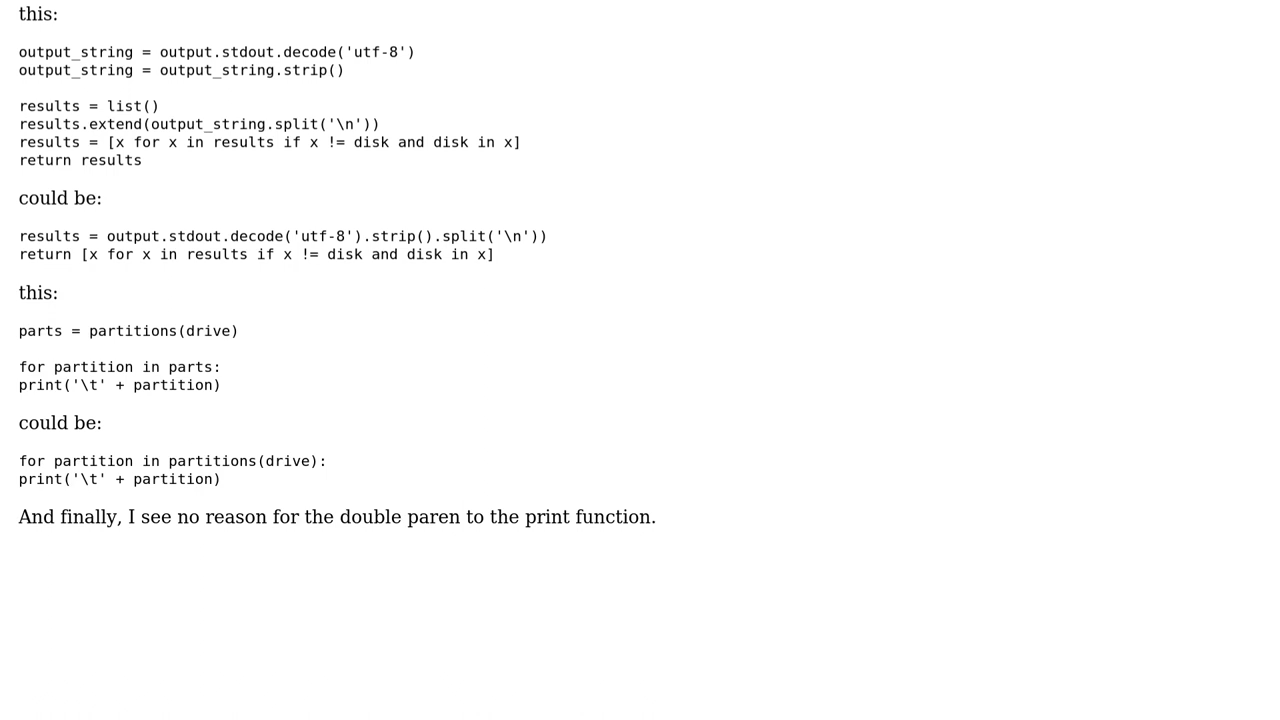 this:
output_string = output.stdout.decode('utf-8')
output_string = output_string.strip()
results = list()
results.extend(output_string.split('\n'))
results = [x for x in results if x != disk and disk in x]
return results
could be:
results = output.stdout.decode('utf-8').strip().split('\n'))
return [x for x in results if x != disk and disk in x]
this:
parts = partitions(drive)
for partition in parts:
print('\t' + partition)
could be:
for partition in partitions(drive):
print('\t' + partition)
And finally, I see no reason for the double paren to the print function.